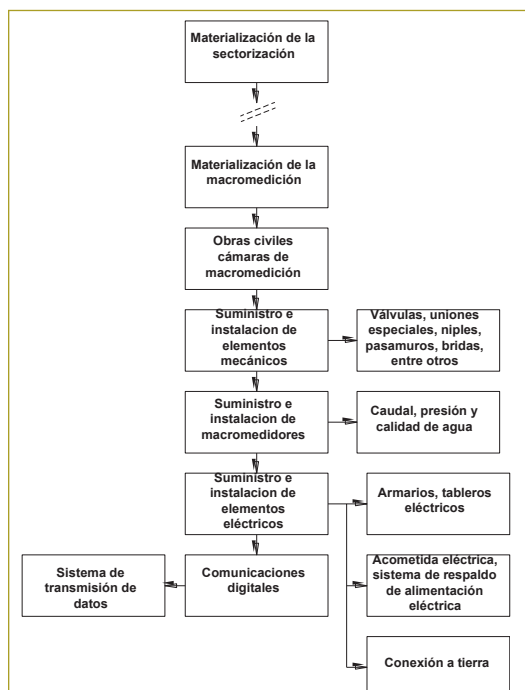 Materialización de la
sectorización
Materialización de la
macromedición
Obras civiles
cámaras de
macromedición
Suministro e
instalacion de
elementos
mecánicos
Válvulas, uniones
especiales, niples,
pasamuros, bridas,
entre otros
Suministro e
instalacion de
macromedidores
Caudal, presión y
calidad de agua
Suministro e
instalacion de
elementos
eléctricos
Armarios, tableros
eléctricos
Sistema de
transmisión de
datos
Comunicaciones
digitales
Acometida eléctrica,
sistema de respaldo
de alimentación
eléctrica
Conexión a tierra